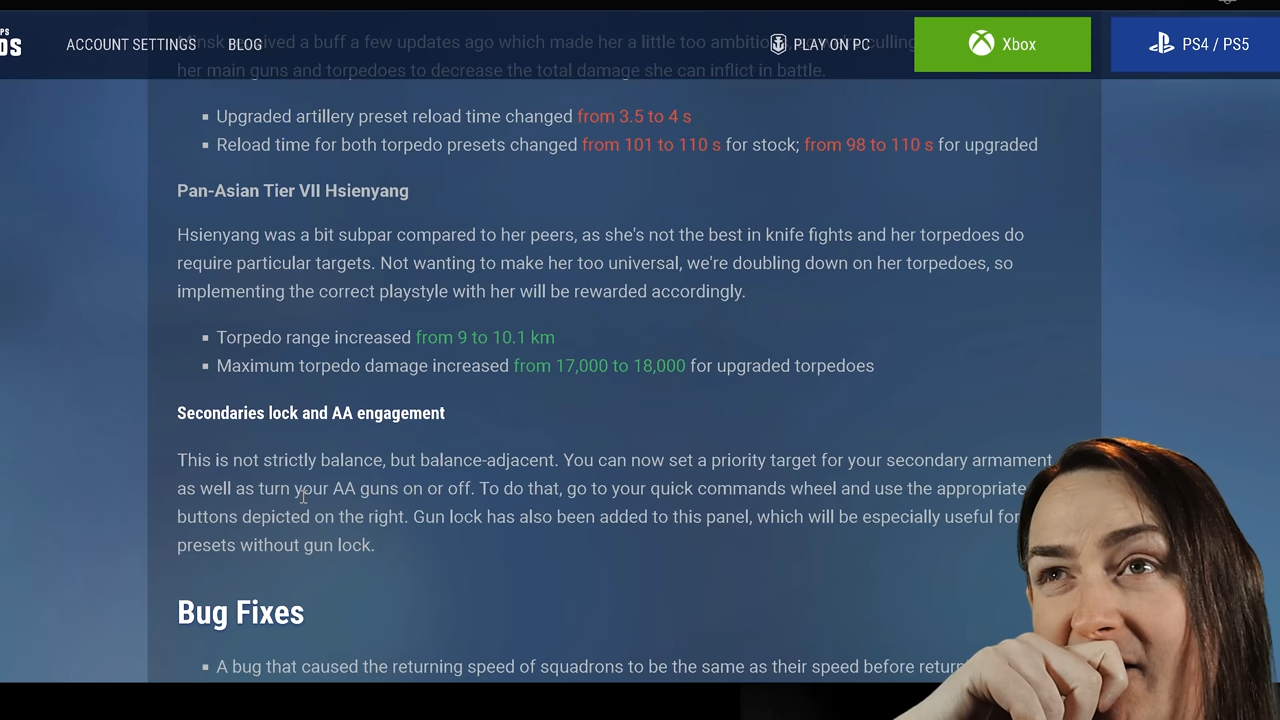 PS
OS
ACCOUNT SETTINGS
BLOG
PLAY ON PC
Xbox
PS4 / PS5
a buff a few updates ago which made her a little too
her main guns and torpedoes to decrease the total damage she can inflict in battle.
▪ Upgraded artillery preset reload time changed from 3.5 to 4 s
▪ Reload time for both torpedo presets changed from 101 to 110 s for stock; from 98 to 110 s for upgraded
Pan-Asian Tier VII Hsienyang
Hsienyang was a bit subpar compared to her peers, as she's not the best in knife fights and her torpedoes do
require particular targets. Not wanting to make her too universal, we're doubling down on her torpedoes, so
implementing the correct playstyle with her will be rewarded accordingly.
▪ Torpedo range increased from 9 to 10.1 km
▪ Maximum torpedo damage increased from 17,000 to 18,000 for upgraded torpedoes
Secondaries lock and AA engagement
This is not strictly balance, but balance-adjacent. You can now set a priority target for your secondary armament
as well as turn your AA guns on or off. To do that, go to your quick commands wheel and use the appropriate
buttons depicted on the right. Gun lock has also been added to this panel, which will be especially useful for
presets without gun lock.
Bug Fixes
▪ A bug that caused the returning speed of squadrons to be the same as their speed before